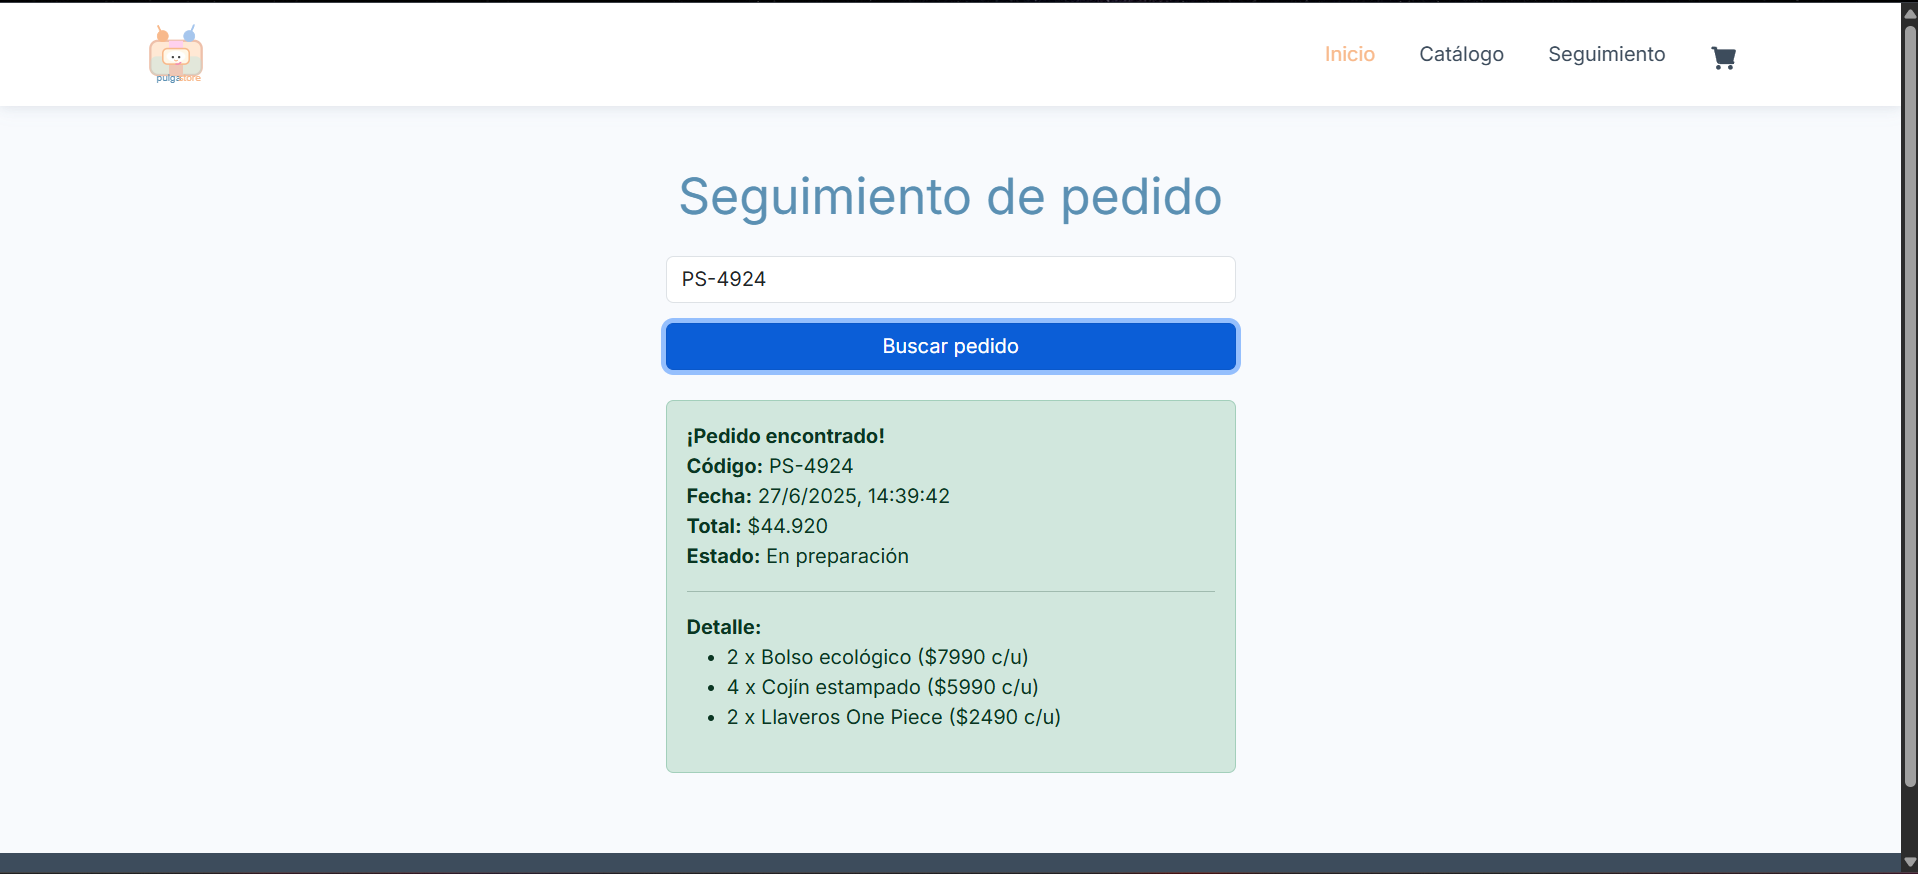 pulgastore
Inicio
Catálogo
Seguimiento
Seguimiento de pedido
PS-4924
Buscar pedido
¡Pedido encontrado!
Código: PS-4924
Fecha: 27/6/2025, 14:39:42
Total: $44.920
Estado: En preparación
Detalle:
• 2 x Bolso ecológico ($7990 c/u)
• 4 x Cojín estampado ($5990 c/u)
• 2 x Llaveros One Piece ($2490 c/u)